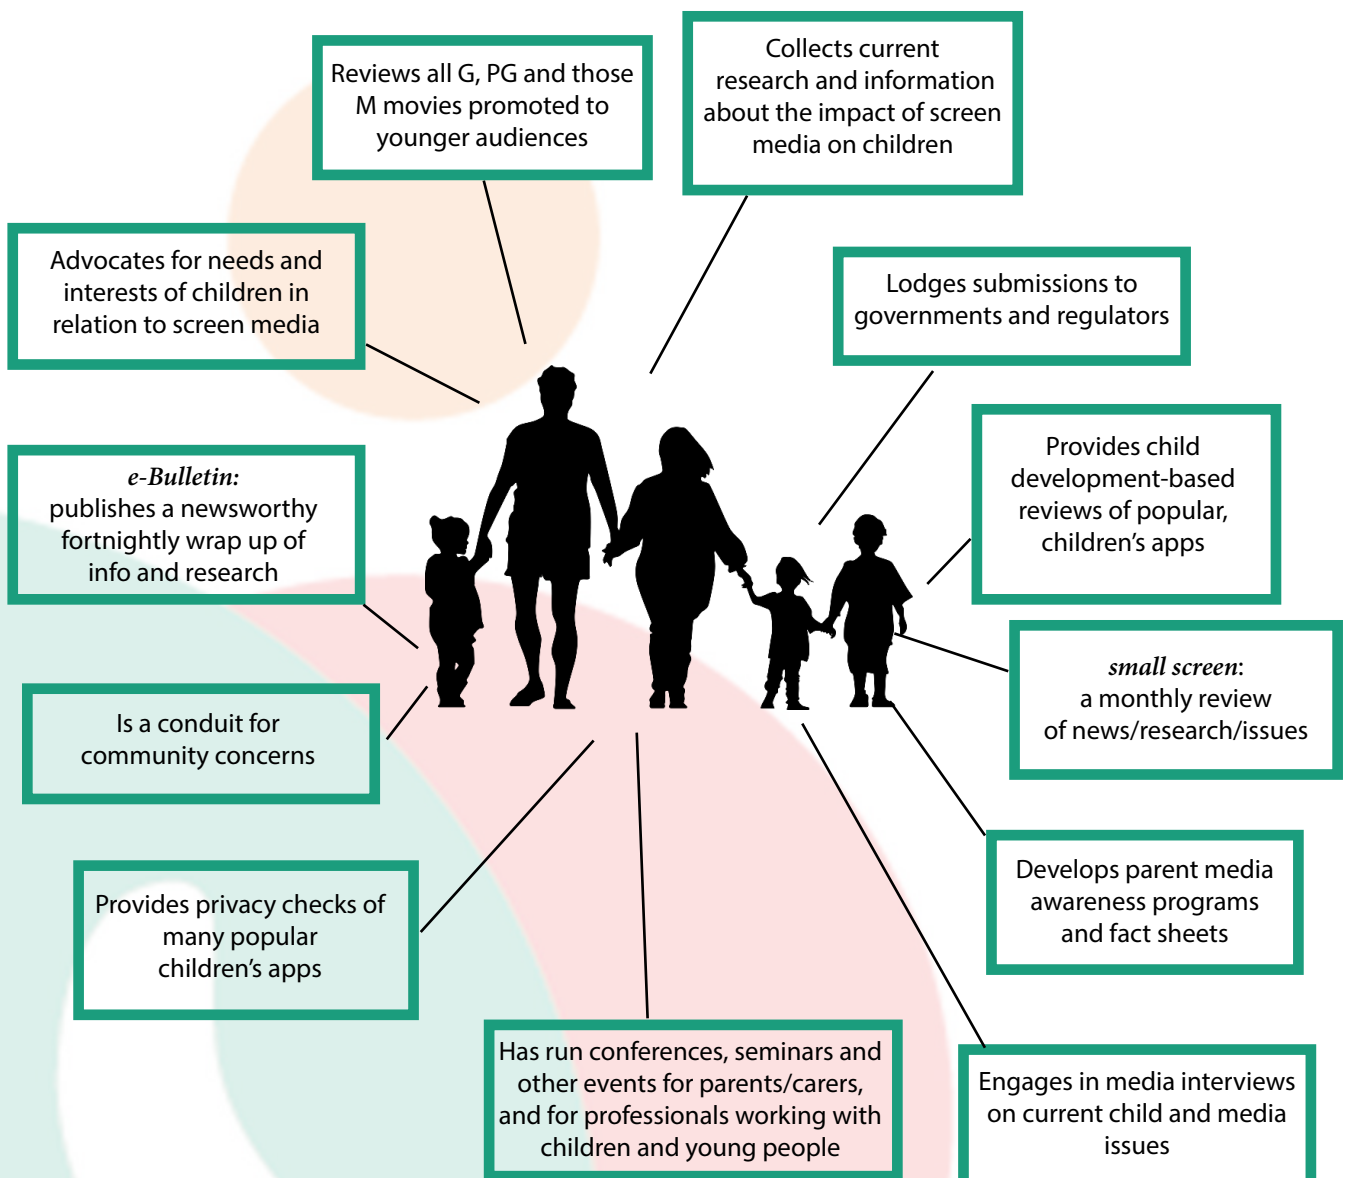 Reviews all G, PG and those
M movies promoted to
younger audiences
Collects current
research and information
about the impact of screen
media on children
Advocates for needs and
interests of children in
relation to screen media
Lodges submissions to
governments and regulators
e-Bulletin:
publishes a newsworthy
fortnightly wrap up of
info and research
Provides child
development-based
reviews of popular,
children's apps
small screen:
a monthly review
of news/research/issues
Is a conduit for
community concerns
Develops parent media
awareness programs
and fact sheets
Provides privacy checks of
many popular
children's apps
Has run conferences, seminars and
other events for parents/carers,
and for professionals working with
children and young people
Engages in media interviews
on current child and media
issues